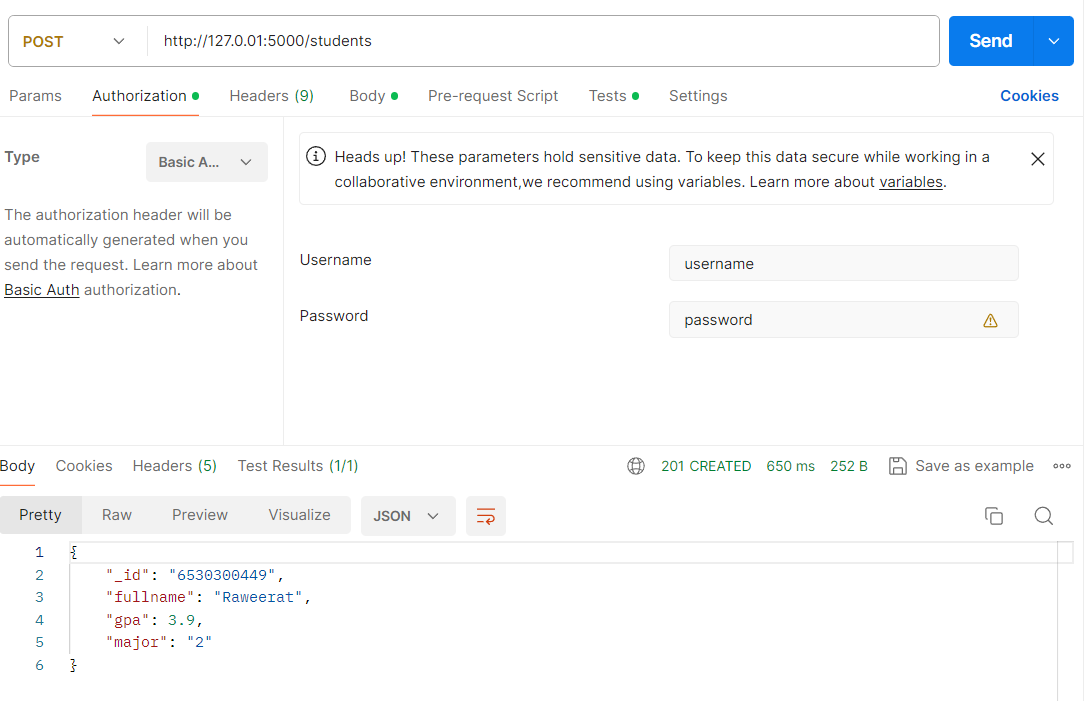 POST http://127.0.01:5000/students Send
Params Authorization Headers (9) Body Pre-request Script Tests Settings Cookies
Type Basic A...
Heads up! These parameters hold sensitive data. To keep this data secure while working in a
collaborative environment,we recommend using variables. Learn more about variables.
The authorization header will be
automatically generated when you
send the request. Learn more about
Basic Auth authorization.
Username username
Password password
Body Cookies Headers (5) Test Results (1/1) 201 CREATED 650 ms 252 B Save as example
Pretty Raw Preview Visualize JSON
1 {
2 "_id": "6530300449",
3 "fullname": "Raweerat",
4 "gpa": 3.9,
5 "major": "2"
6 }